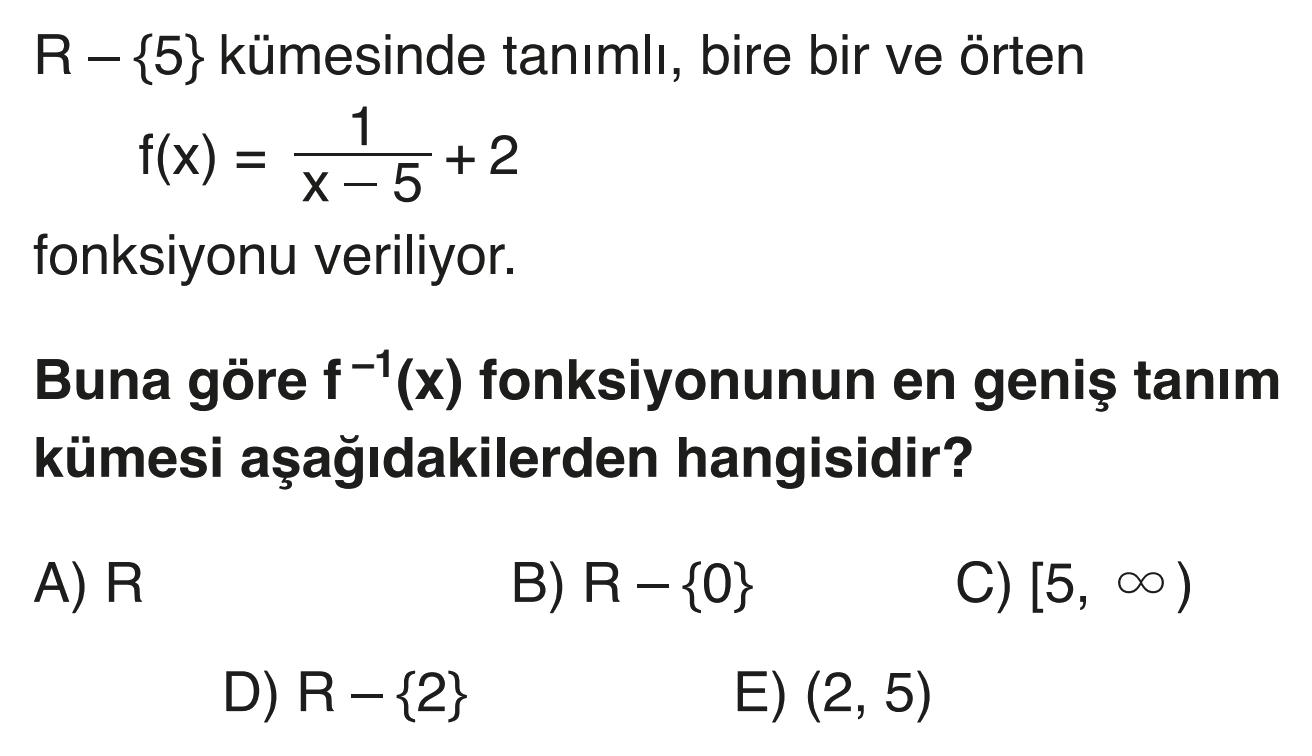 R – {5} kümesinde tanımlı, bire bir ve örten
f(x) = 1/(x – 5) + 2
fonksiyonu veriliyor.
Buna göre f⁻¹(x) fonksiyonunun en geniş tanım
kümesi aşağıdakilerden hangisidir?
A) R B) R – {0} C) [5, ∞)
D) R – {2} E) (2, 5)